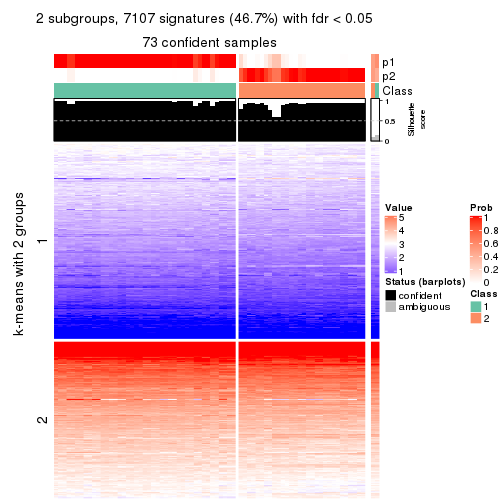 2 subgroups, 7107 signatures (46.7%) with fdr < 0.05
73 confident samples
p1
p2
Class
1
0.5
0
Silhouette
score
k-means with 2 groups
1
2
Value
5
4
3
2
1
Status (barplots)
confident
ambiguous
Prob
1
0.8
0.6
0.4
0.2
0
Class
1
2